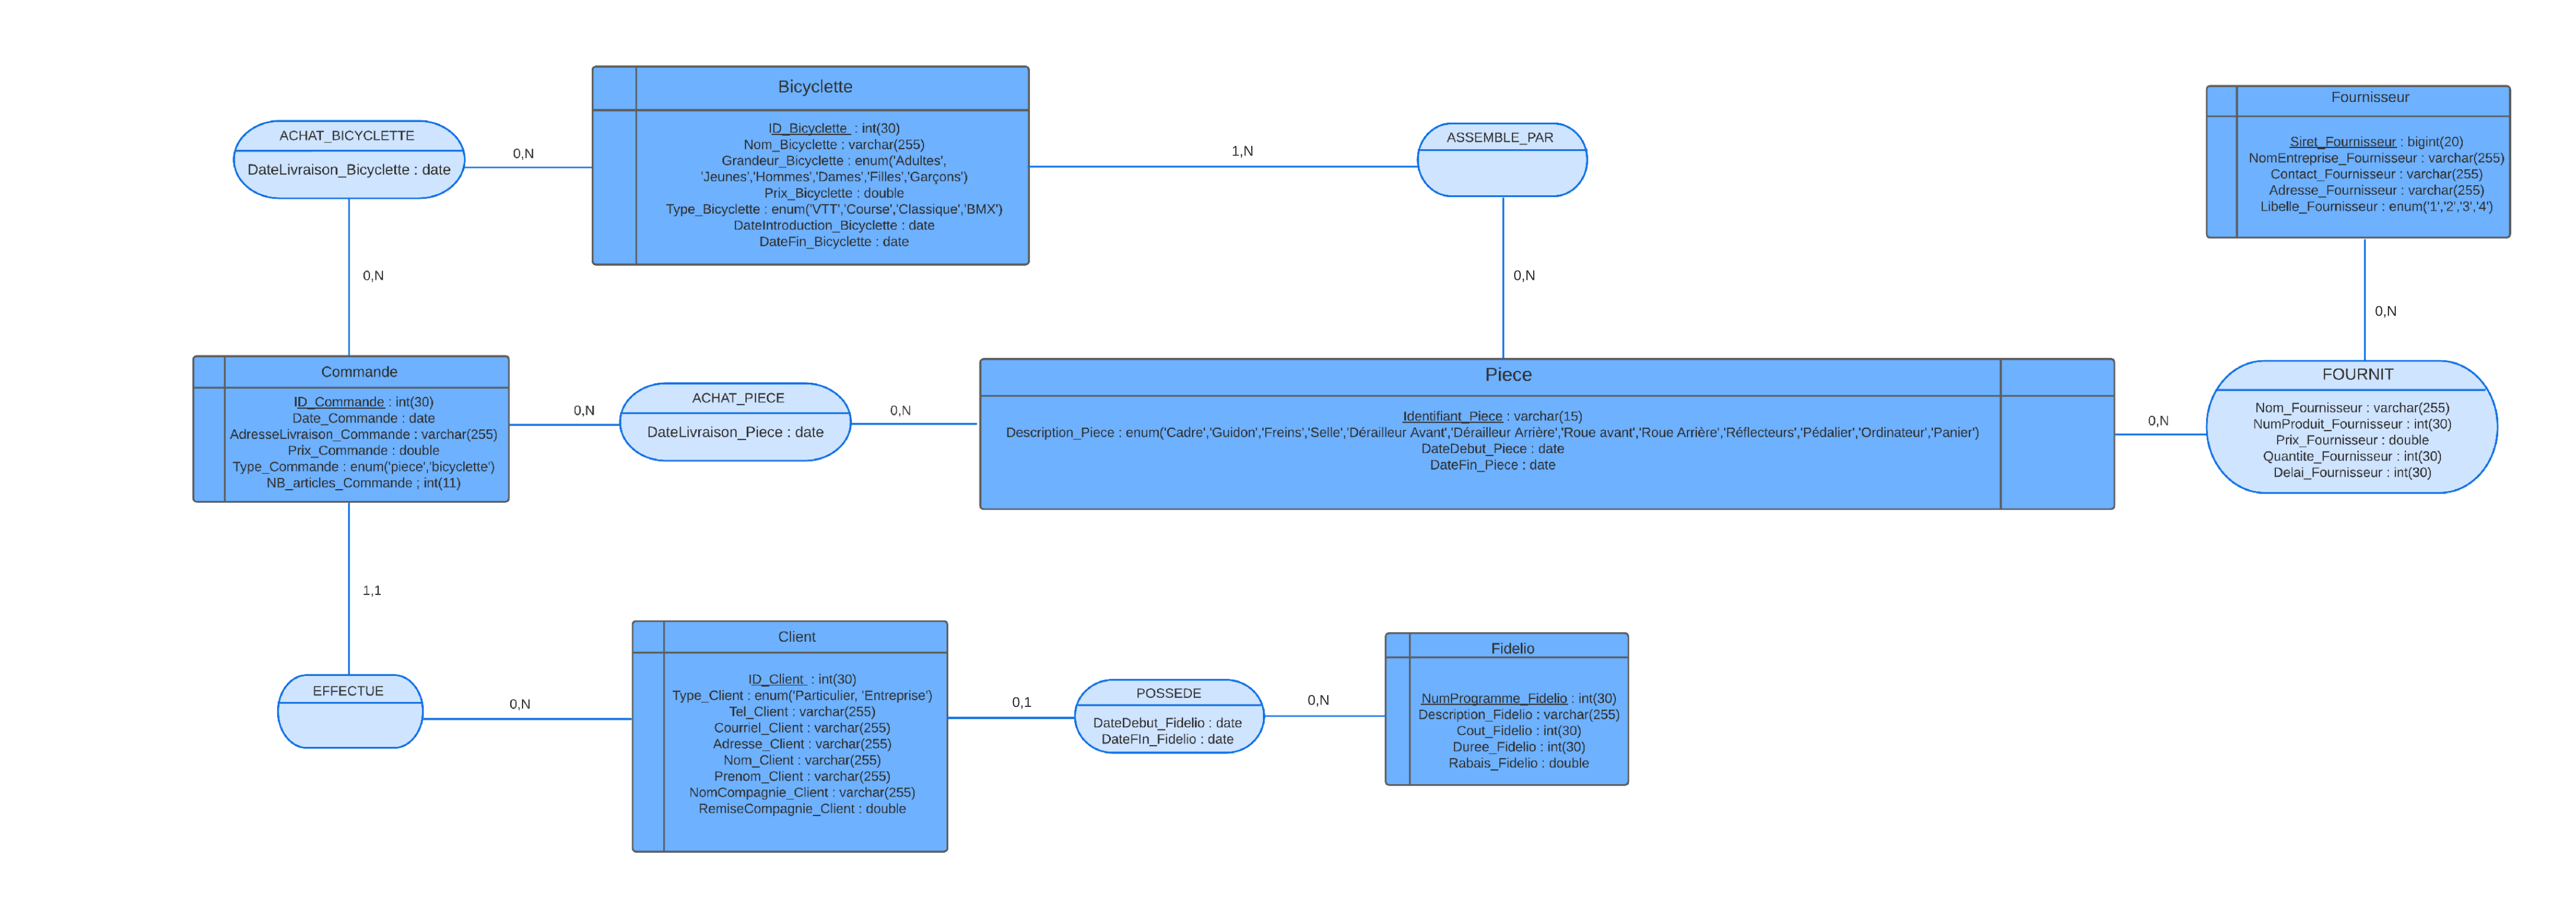 Bicyclette
ID_Bicyclette : int(30)
Nom_Bicyclette : varchar(255)
Grandeur_Bicyclette : enum('Adultes',
'Jeunes','Hommes','Dames','Filles','Garçons')
Prix_Bicyclette : double
Type_Bicyclette : enum('VTT','Course','Classique','BMX')
DateIntroduction_Bicyclette : date
DateFin_Bicyclette : date
Fournisseur
Siret_Fournisseur : bigint(20)
NomEntreprise_Fournisseur : varchar(255)
Contact_Fournisseur : varchar(255)
Adresse_Fournisseur : varchar(255)
Libelle_Fournisseur : enum('1','2','3','4')
ACHAT_BICYCLETTE
DateLivraison_Bicyclette : date
0,N
1,N
ASSEMBLE_PAR
0,N
0,N
0,N
Commande
ID_Commande : int(30)
Date_Commande : date
AdresseLivraison_Commande : varchar(255)
Prix_Commande : double
Type_Commande : enum('piece','bicyclette')
NB_articles_Commande ; int(11)
0,N
ACHAT_PIECE
DateLivraison_Piece : date
0,N
Piece
Identifiant_Piece : varchar(15)
Description_Piece : enum('Cadre','Guidon','Freins','Selle','Dérailleur Avant','Dérailleur Arrière','Roue avant','Roue Arrière','Réflecteurs','Pédalier','Ordinateur','Panier')
DateDebut_Piece : date
DateFin_Piece : date
0,N
FOURNIT
Nom_Fournisseur : varchar(255)
NumProduit_Fournisseur : int(30)
Prix_Fournisseur : double
Quantite_Fournisseur : int(30)
Delai_Fournisseur : int(30)
1,1
EFFECTUE
0,N
Client
ID_Client : int(30)
Type_Client : enum('Particulier, 'Entreprise')
Tel_Client : varchar(255)
Courriel_Client : varchar(255)
Adresse_Client : varchar(255)
Nom_Client : varchar(255)
Prenom_Client : varchar(255)
NomCompagnie_Client : varchar(255)
RemiseCompagnie_Client : double
0,1
POSSEDE
DateDebut_Fidelio : date
DateFIn_Fidelio : date
0,N
Fidelio
NumProgramme_Fidelio : int(30)
Description_Fidelio : varchar(255)
Cout_Fidelio : int(30)
Duree_Fidelio : int(30)
Rabais_Fidelio : double